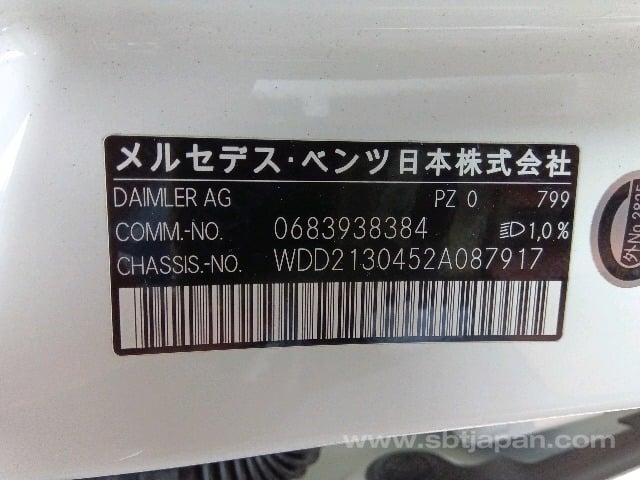 メルセデス・ベンツ日本株式会社
DAIMLER AG PZ 0 799
COMM.-NO. 0683938384 1,0%
CHASSIS.-NO. WDD2130452A087917
www.sbtjapan.com